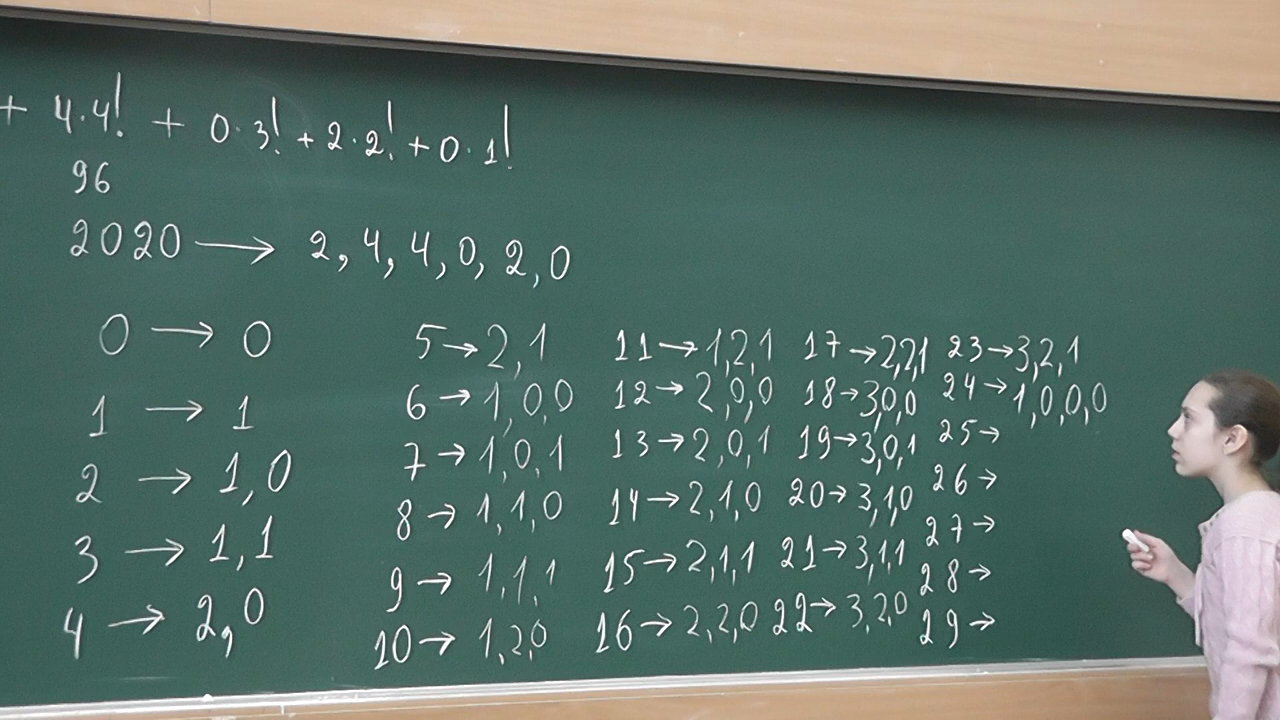 + 4·4! + 0·3! + 2·2! + 0·1!
96
2020 → 2, 4, 4, 0, 2, 0
0 → 0
1 → 1
2 → 1, 0
3 → 1, 1
4 → 2, 0
5 → 2, 1
6 → 1, 0, 0
7 → 1, 0, 1
8 → 1, 1, 0
9 → 1, 1, 1
10 → 1, 2, 0
11 → 1, 2, 1
12 → 2, 0, 0
13 → 2, 0, 1
14 → 2, 1, 0
15 → 2, 1, 1
16 → 2, 2, 0
17 → 2, 2, 1
18 → 3, 0, 0
19 → 3, 0, 1
20 → 3, 1, 0
21 → 3, 1, 1
22 → 3, 2, 0
23 → 3, 2, 1
24 → 1, 0, 0, 0
25 →
26 →
27 →
28 →
29 →